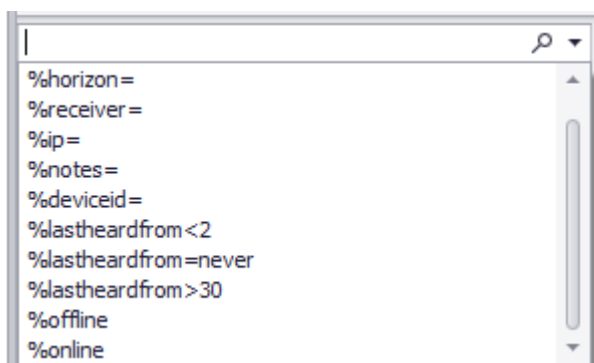 %horizon=
%receiver=
%ip=
%notes=
%deviceid=
%lastheardfrom<2
%lastheardfrom=never
%lastheardfrom>30
%offline
%online